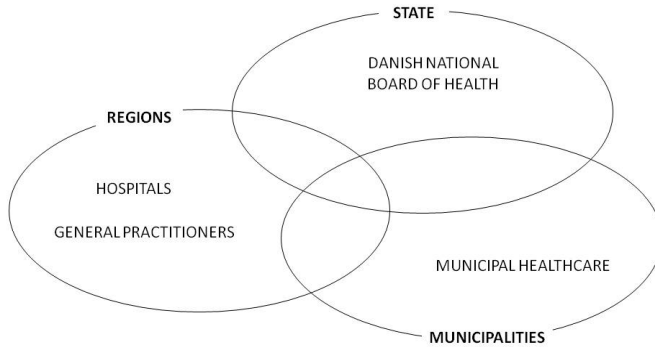 STATE
DANISH NATIONAL
BOARD OF HEALTH
REGIONS
HOSPITALS
GENERAL PRACTITIONERS
MUNICIPAL HEALTHCARE
MUNICIPALITIES